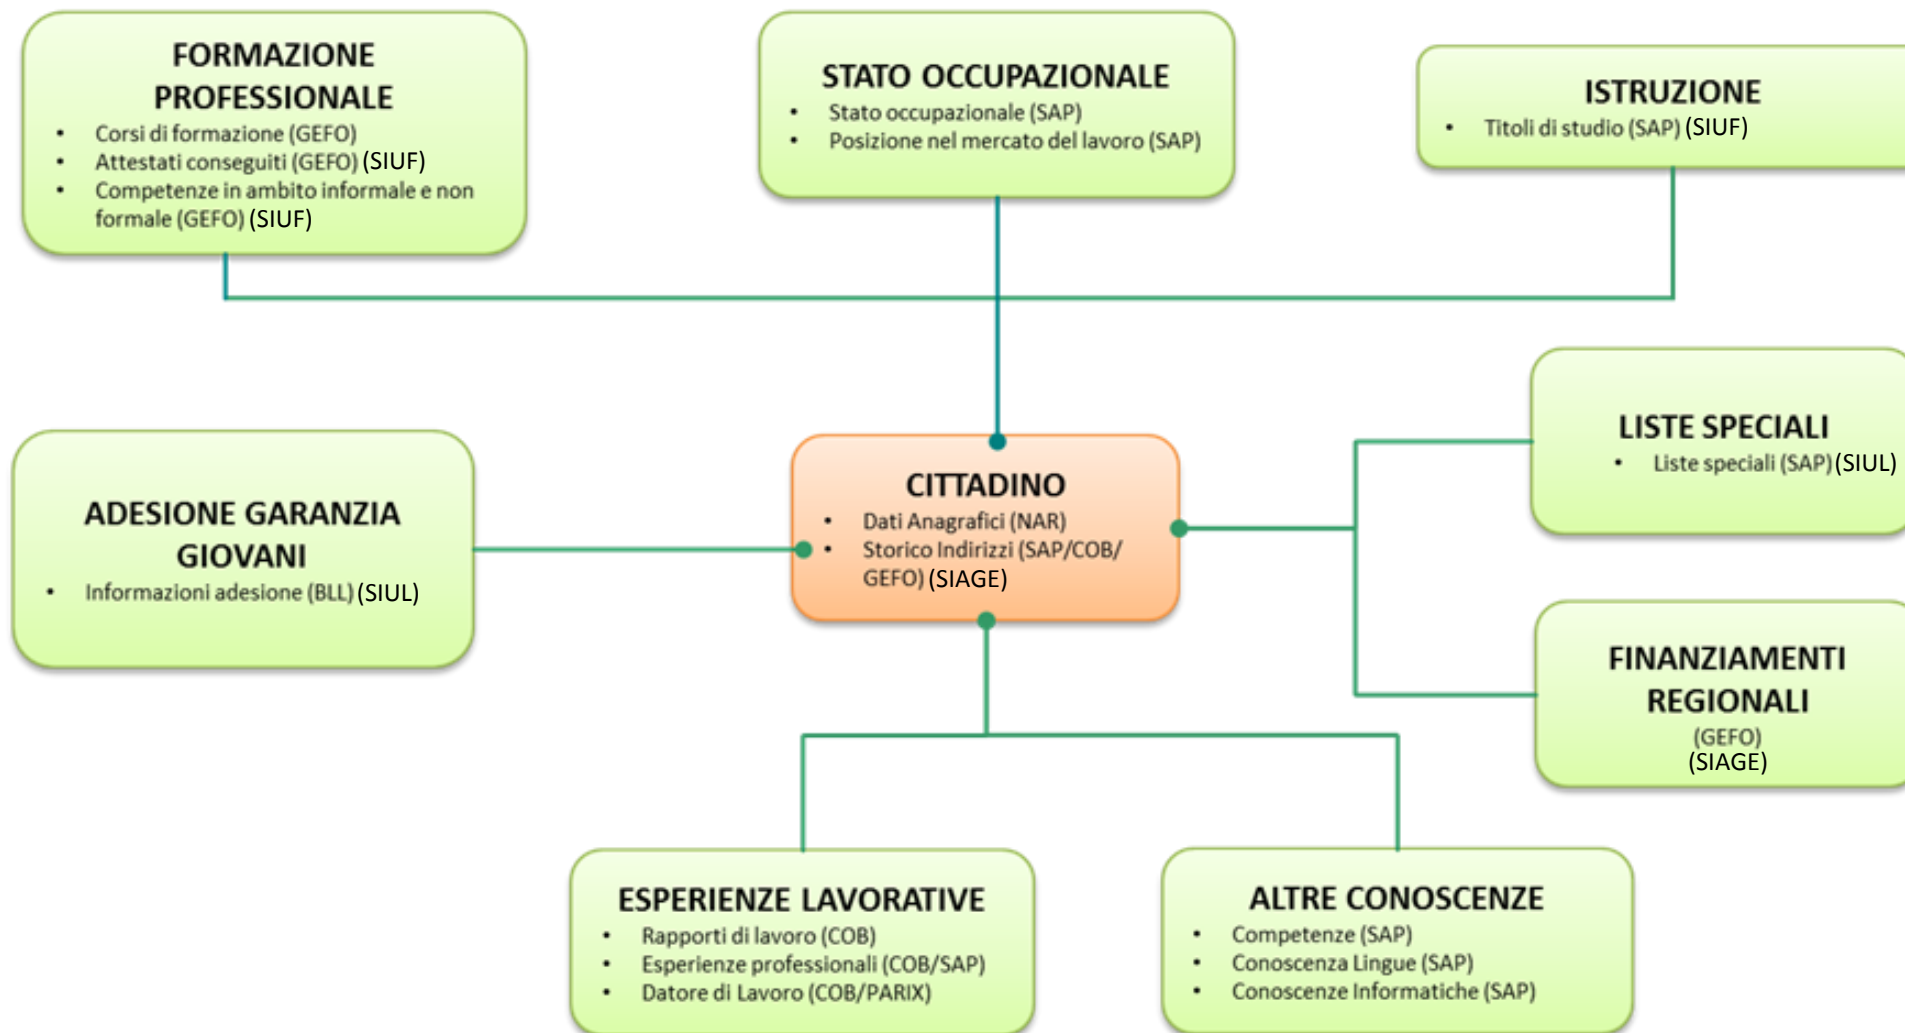 FORMAZIONE
PROFESSIONALE
• Corsi di formazione (GEFO)
• Attestati conseguiti (GEFO) (SIUF)
• Competenze in ambito informale e non
formale (GEFO) (SIUF)
STATO OCCUPAZIONALE
• Stato occupazionale (SAP)
• Posizione nel mercato del lavoro (SAP)
ISTRUZIONE
• Titoli di studio (SAP) (SIUF)
ADESIONE GARANZIA
GIOVANI
• Informazioni adesione (BLL) (SIUL)
CITTADINO
• Dati Anagrafici (NAR)
• Storico Indirizzi (SAP/COB/
GEFO) (SIAGE)
LISTE SPECIALI
• Liste speciali (SAP) (SIUL)
FINANZIAMENTI
REGIONALI
(GEFO)
(SIAGE)
ESPERIENZE LAVORATIVE
• Rapporti di lavoro (COB)
• Esperienze professionali (COB/SAP)
• Datore di Lavoro (COB/PARIX)
ALTRE CONOSCENZE
• Competenze (SAP)
• Conoscenza Lingue (SAP)
• Conoscenze Informatiche (SAP)